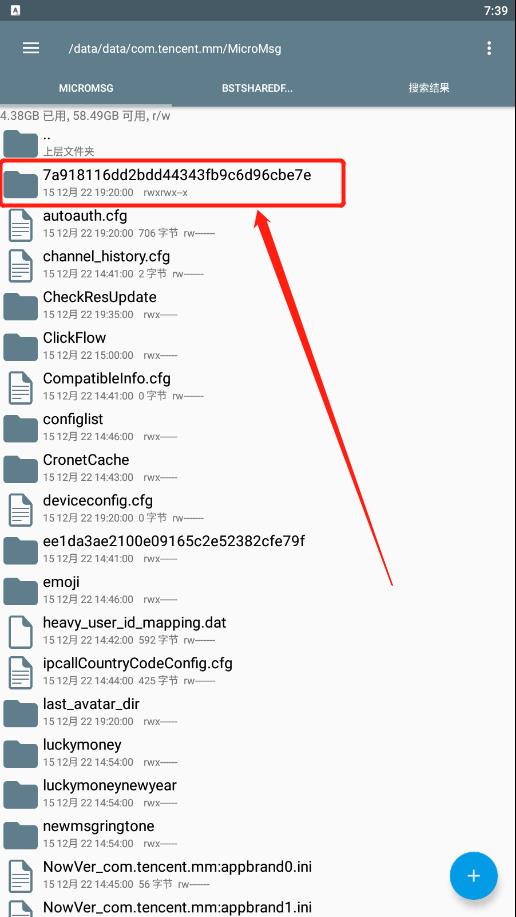 A
7:39
/data/data/com.tencent.mm/MicroMsg
MICROMSG
BSTSHAREDF...
搜索结果
4.38GB 已用, 58.49GB 可用, r/w
..
上层文件夹
7a918116dd2bdd44343fb9c6d96cbe7e
15 12月 22 19:20:00 rwxrwx--x
autoauth.cfg
15 12月 22 19:20:00 706 字节 rw-------
channel_history.cfg
15 12月 22 14:41:00 2 字节 rw-------
CheckResUpdate
15 12月 22 19:35:00 rwx------
ClickFlow
15 12月 22 15:00:00 rwx------
CompatibleInfo.cfg
15 12月 22 14:41:00 0 字节 rw-------
configlist
15 12月 22 14:46:00 rwx------
CronetCache
15 12月 22 14:43:00 rwx------
deviceconfig.cfg
15 12月 22 19:20:00 0 字节 rw-------
ee1da3ae2100e09165c2e52382cfe79f
15 12月 22 14:41:00 rwx------
emoji
15 12月 22 14:46:00 rwx------
heavy_user_id_mapping.dat
15 12月 22 14:42:00 592 字节 rw-------
ipcallCountryCodeConfig.cfg
15 12月 22 14:44:00 425 字节 rw-------
last_avatar_dir
15 12月 22 19:20:00 rwx------
luckymoney
15 12月 22 14:54:00 rwx------
luckymoneynewyear
15 12月 22 14:54:00 rwx------
newmsgringtone
15 12月 22 14:54:00 rwx------
NowVer_com.tencent.mm:appbrand0.ini
15 12月 22 14:45:00 56 字节 rw-------
NowVer_com.tencent.mm:appbrand1.ini